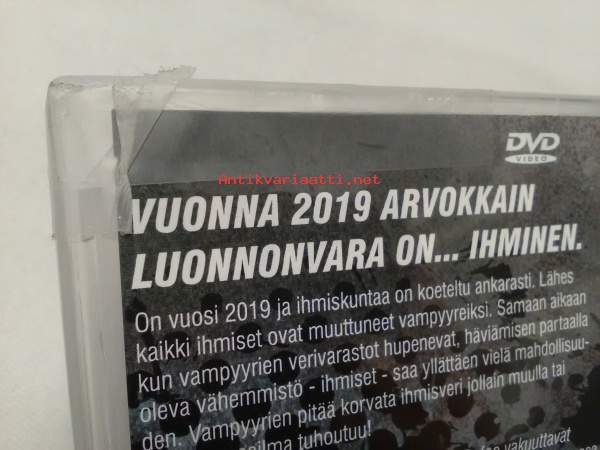 DVD
VIDEO
Antikvariaatti.net
VUONNA 2019 ARVOKKAIN
LUONNONVARA ON... IHMINEN.
On vuosi 2019 ja ihmiskuntaa on koeteltu ankarasti. Lähes
kaikki ihmiset ovat muuttuneet vampyyreiksi. Samaan aikaan
kun vampyyrien verivarastot hupenevat, häviämisen partaalla
oleva vähemmistö - ihmiset - saa yllättäen vielä mahdollisuu-
den. Vampyyrien pitää korvata ihmisveri jollain muulla tai
tuhoutuu!
vakuuttavat